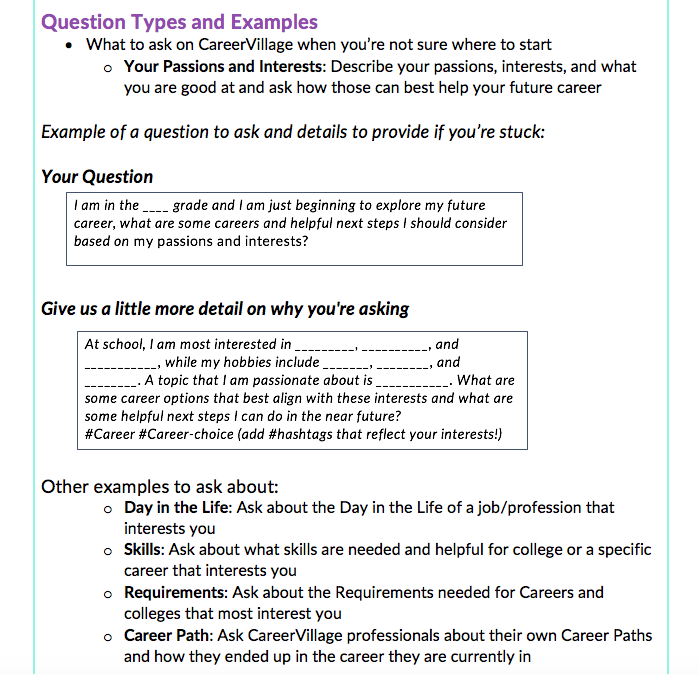 Question Types and Examples
• What to ask on CareerVillage when you're not sure where to start
o Your Passions and Interests: Describe your passions, interests, and what
you are good at and ask how those can best help your future career
Example of a question to ask and details to provide if you're stuck:
Your Question
I am in the ____ grade and I am just beginning to explore my future
career, what are some careers and helpful next steps I should consider
based on my passions and interests?
Give us a little more detail on why you're asking
At school, I am most interested in _________, __________, and
___________, while my hobbies include _______, ________, and
________. A topic that I am passionate about is ___________. What are
some career options that best align with these interests and what are
some helpful next steps I can do in the near future?
#Career #Career-choice (add #hashtags that reflect your interests!)
Other examples to ask about:
o Day in the Life: Ask about the Day in the Life of a job/profession that
interests you
o Skills: Ask about what skills are needed and helpful for college or a specific
career that interests you
o Requirements: Ask about the Requirements needed for Careers and
colleges that most interest you
o Career Path: Ask CareerVillage professionals about their own Career Paths
and how they ended up in the career they are currently in